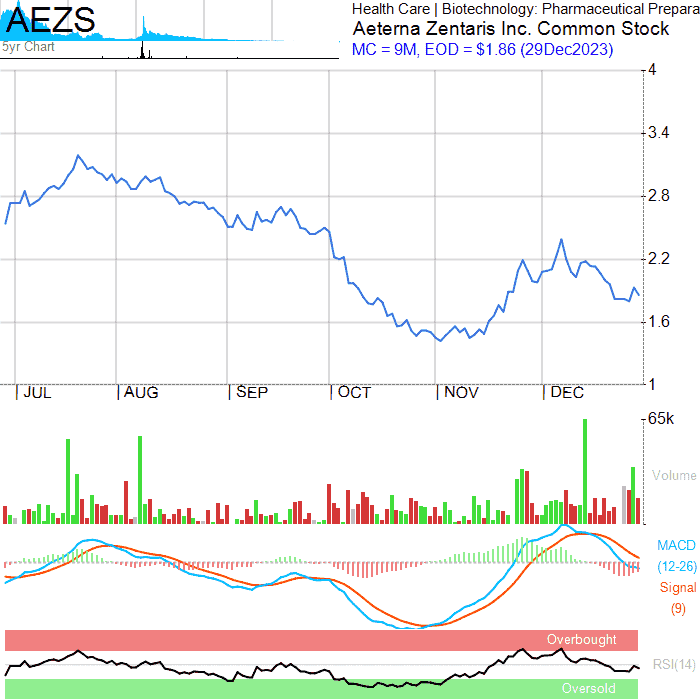 AEZS
5yr Chart
Health Care | Biotechnology: Pharmaceutical Prepara
Aeterna Zentaris Inc. Common Stock
MC = 9M, EOD = $1.86 (29Dec2023)
4
3.4
2.8
2.2
1.6
1
JUL AUG SEP OCT NOV DEC
65k
Volume
MACD
(12-26)
Signal
(9)
Overbought
RSI(14)
Oversold